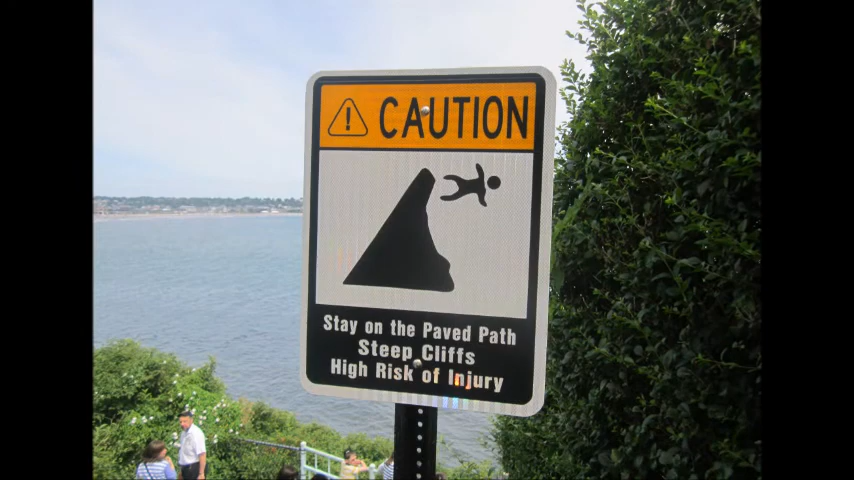 CAUTION
Stay on the Paved Path
Steep Cliffs
High Risk of Injury